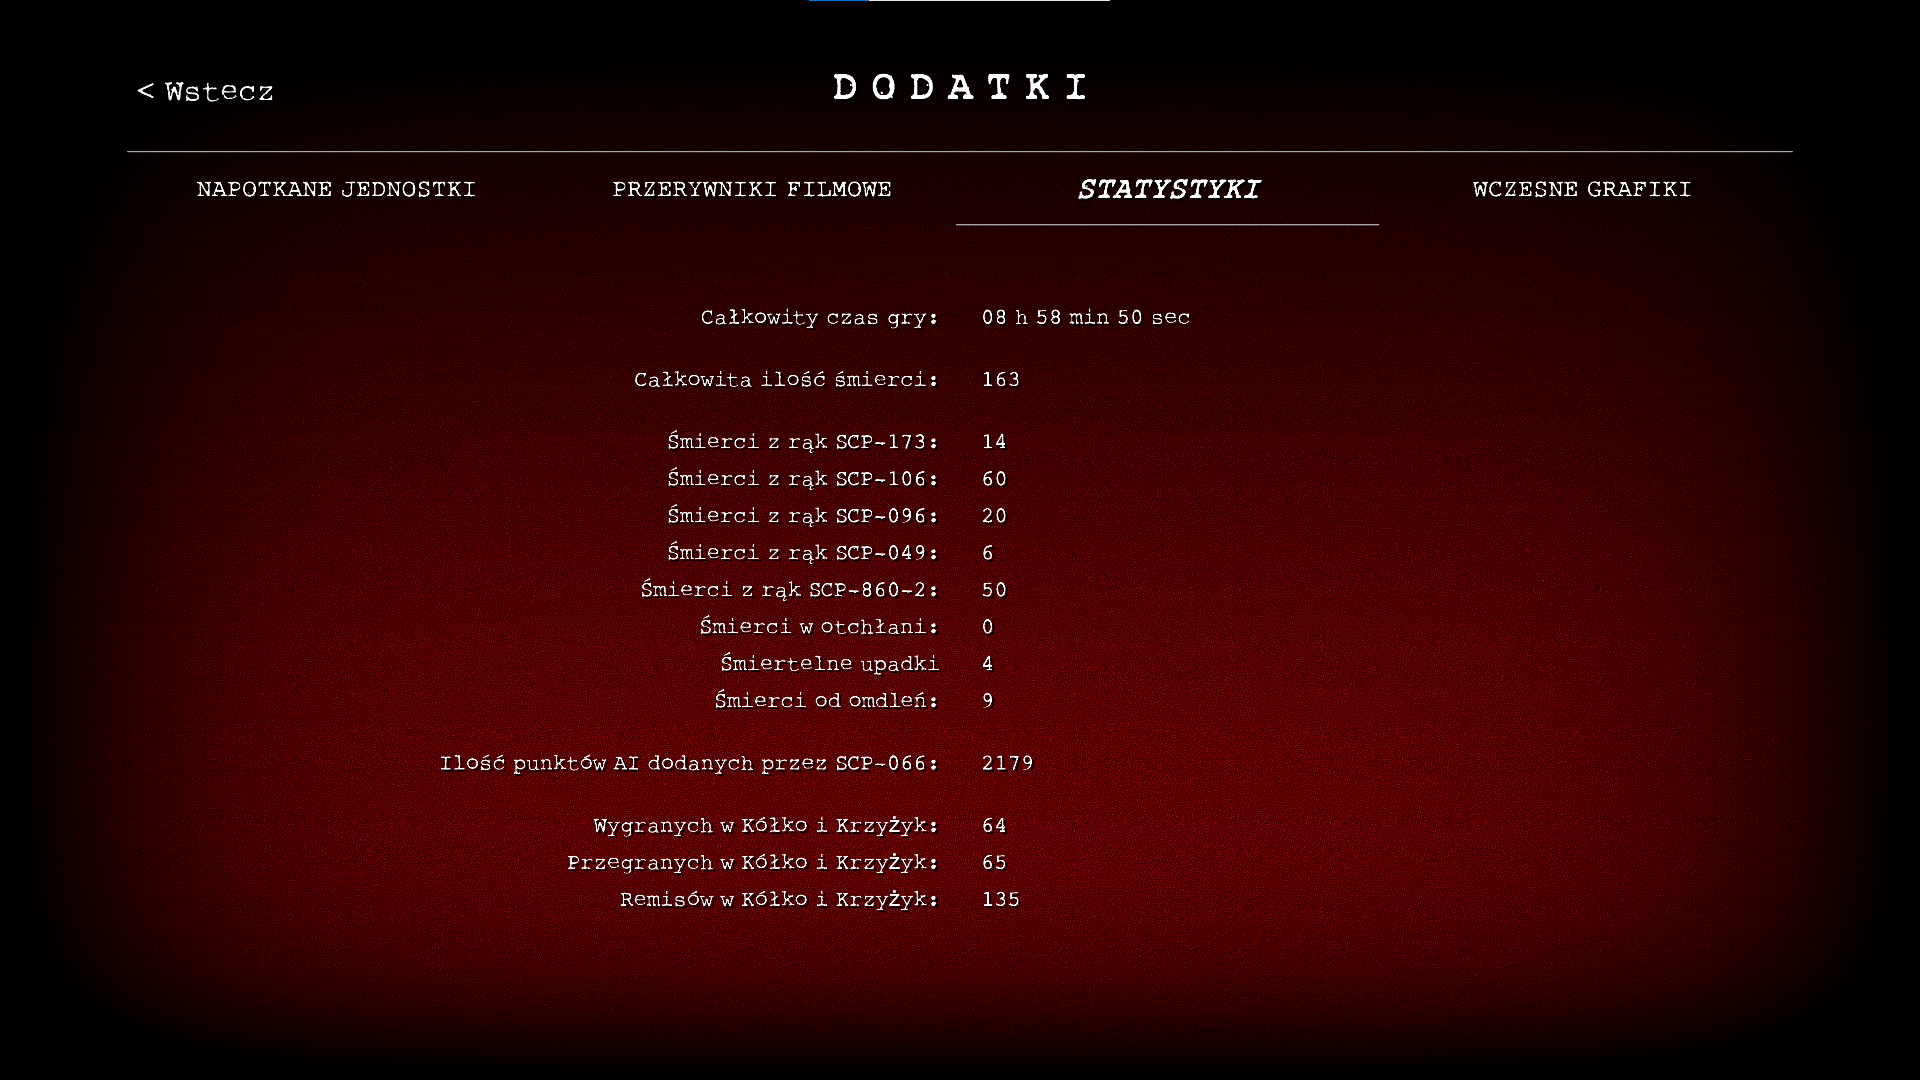 < Wstecz
DODATKI
NAPOTKANE JEDNOSTKI PRZERYWNIKI FILMOWE STATYSTYKI WCZESNE GRAFIKI
Całkowity czas gry: 08 h 58 min 50 sec
Całkowita ilość śmierci: 163
Śmierci z rąk SCP-173: 14
Śmierci z rąk SCP-106: 60
Śmierci z rąk SCP-096: 20
Śmierci z rąk SCP-049: 6
Śmierci z rąk SCP-860-2: 50
Śmierci w otchłani: 0
Śmiertelne upadki 4
Śmierci od omdleń: 9
Ilość punktów AI dodanych przez SCP-066: 2179
Wygranych w Kółko i Krzyżyk: 64
Przegranych w Kółko i Krzyżyk: 65
Remisów w Kółko i Krzyżyk: 135